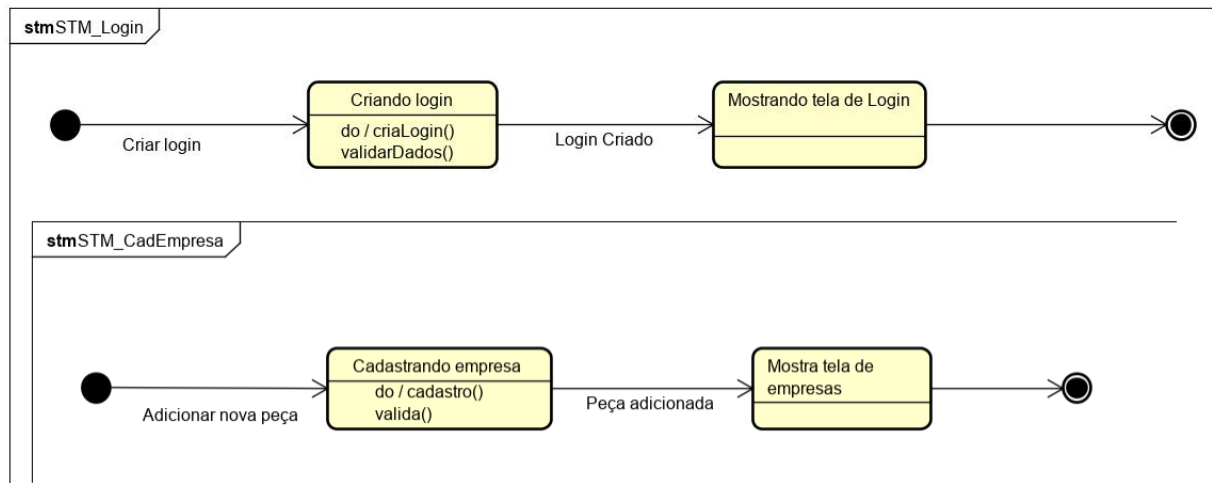 stmSTM_Login
Criando login
do / criaLogin()
validarDados()
Mostrando tela de Login
Criar login
Login Criado
stmSTM_CadEmpresa
Cadastrando empresa
do / cadastro()
valida()
Mostra tela de
empresas
Adicionar nova peça
Peça adicionada